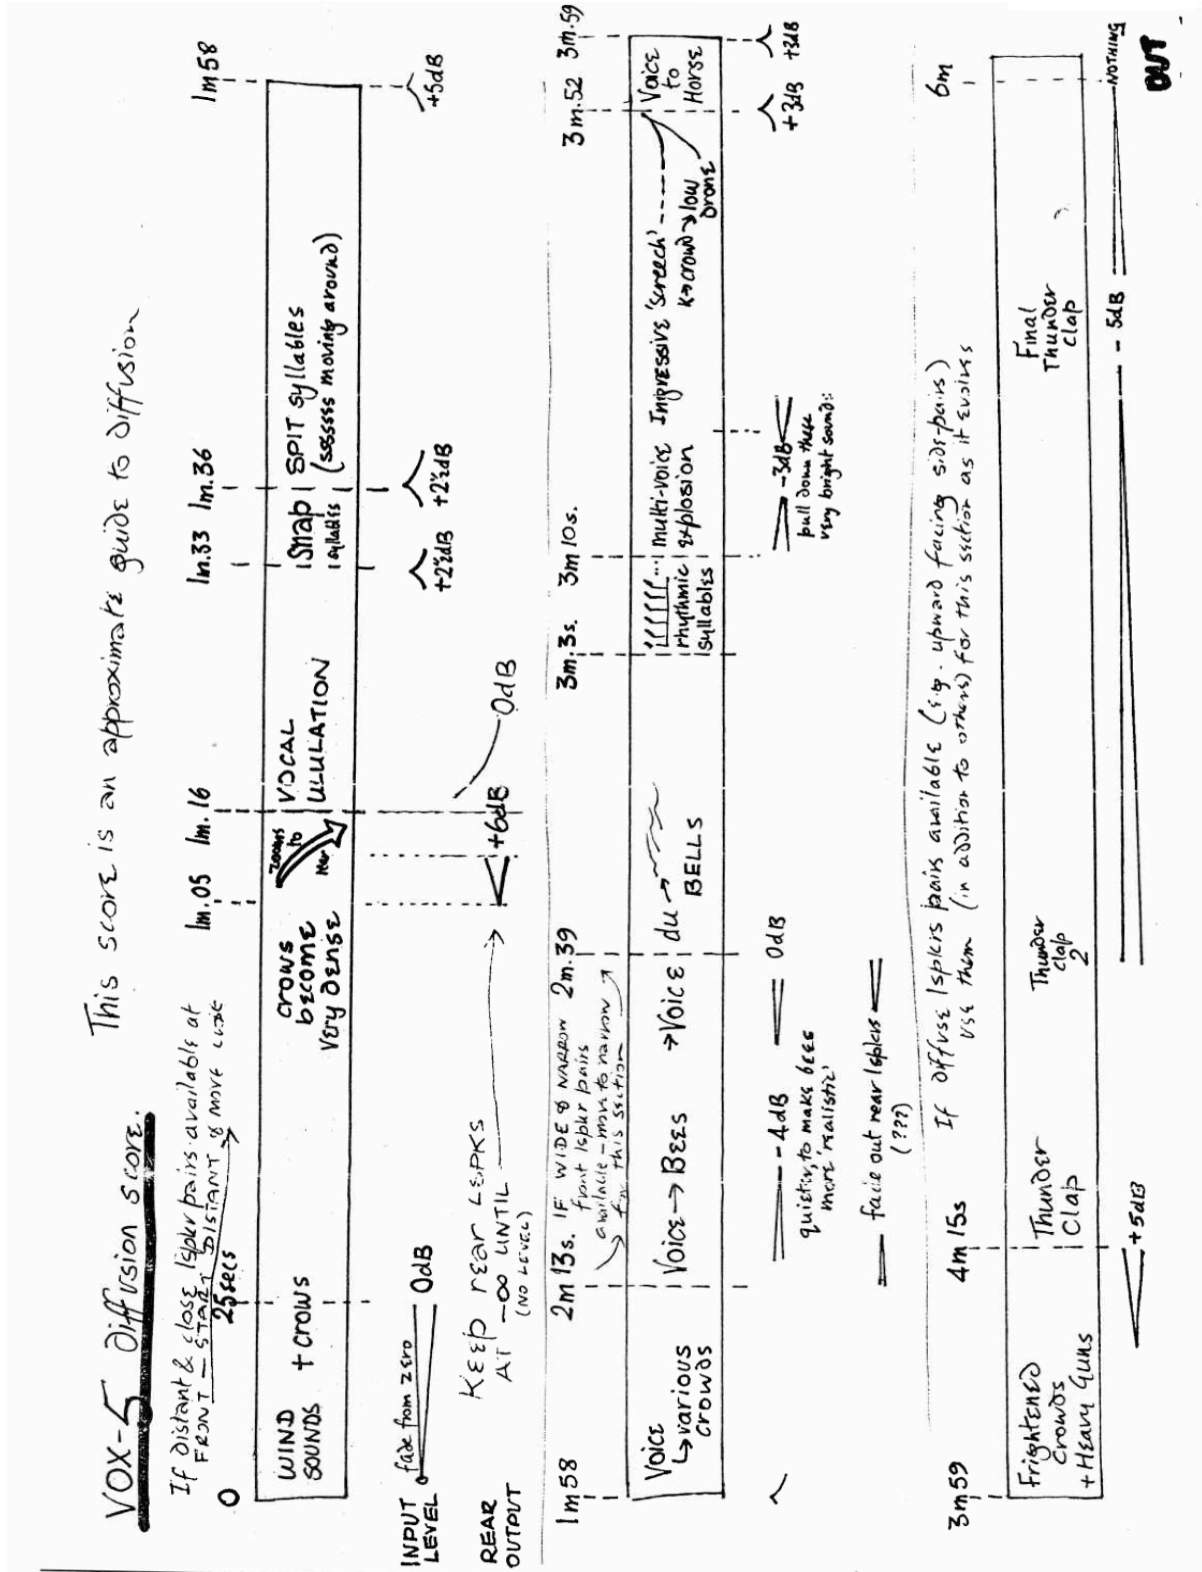 VOX-5 Diffusion score. This score is an approximate guide to diffusion
If distant & close lspkr pairs available at
FRONT — START DISTANT & MOVE CLOSE
0 25secs 1m.05 1m.16 1m.33 1m.36 1m58
WIND SOUNDS
+ crows
crows become very dense
zooms to near
VOCAL ULULATION
snap syllables
SPIT syllables
(ssssss moving around)
INPUT LEVEL
fade from zero 0dB
+2½dB +2½dB +5dB
REAR OUTPUT
Keep rear LSPKS
AT -∞ UNTIL
(NO LEVEL)
+6dB 0dB
1m58 2m13s. 2m.39 3m.3s. 3m10s. 3m.52 3m.59
IF WIDE & NARROW
front lspkr pairs
available - move to narrow
for this section
Voice
↳various
crowds
Voice → BEES → VOICE
du →
BELLS
rhythmic
syllables
multi-voice
explosion
Ingressive 'screech'
K→crowd→low
drone
Voice
to
Horse
-4dB 0dB
quieter, to make bees
more 'realistic'
fade out rear lspkrs
(???)
-3dB
pull down these
very bright sounds
+3dB +3dB
If diffuse lspkrs pairs available (e.g. upward facing side-pairs)
use them (in addition to others) for this section as it evolves
3m59 4m15s 6m
Frightened
crowds
+ Heavy Guns
Thunder
Clap
Thunder
clap
2
Final
Thunder
clap
+5dB
-5dB
NOTHING
OUT